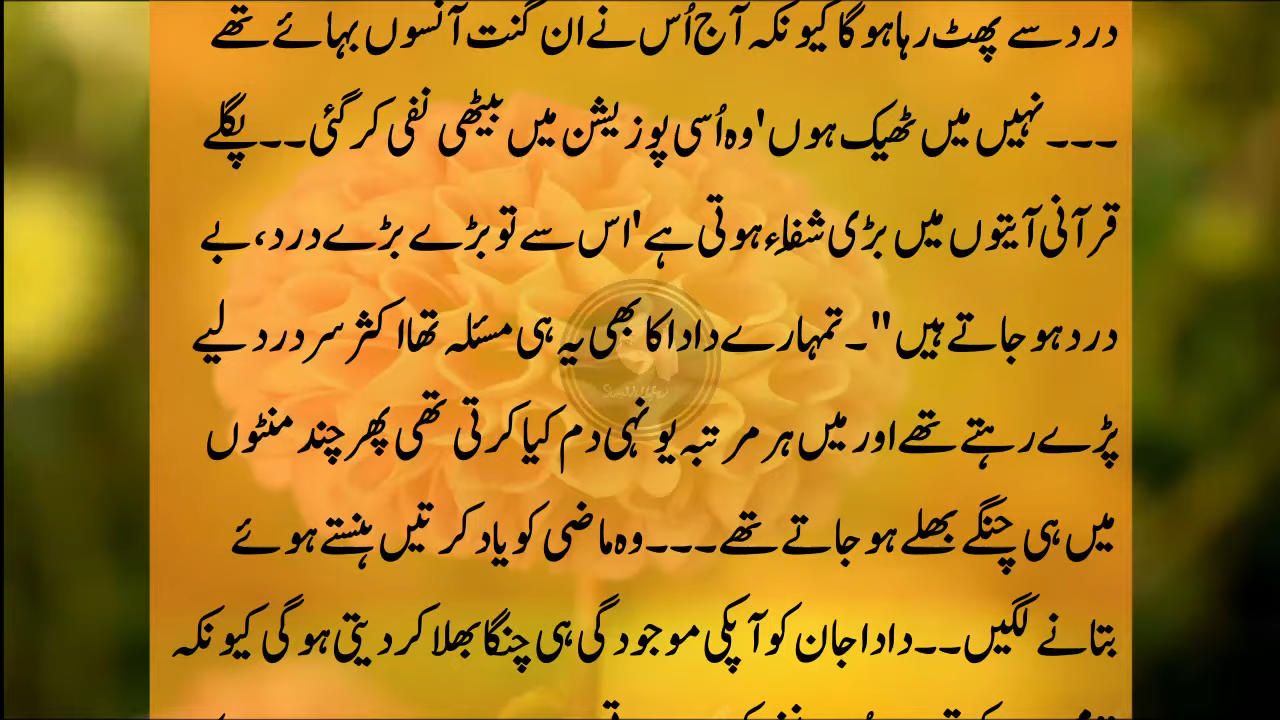 درد سے پھٹ رہا ہو گا کیونکہ آج اُس نے ان گنت آنسوں بہائے تھے
۔۔۔ نہیں میں ٹھیک ہوں' وہ اُسی پوزیشن میں بیٹھی نفی کر گئی۔۔ پگلے
قرآنی آیتوں میں بڑی شفاء ہوتی ہے' اس سے تو بڑے بڑے درد، بے
درد ہو جاتے ہیں"۔ تمہارے دادا کا بھی یہ ہی مسئلہ تھا اکثر سر درد لیے
پڑے رہتے تھے اور میں ہر مرتبہ یونہی دم کیا کرتی تھی پھر چند منٹوں
میں ہی چنگے بھلے ہو جاتے تھے۔۔۔ وہ ماضی کو یاد کرتیں ہنستے ہوئے
بتانے لگیں۔۔ دادا جان کو آپکی موجودگی ہی چنگا بھلا کر دیتی ہوگی کیونکہ